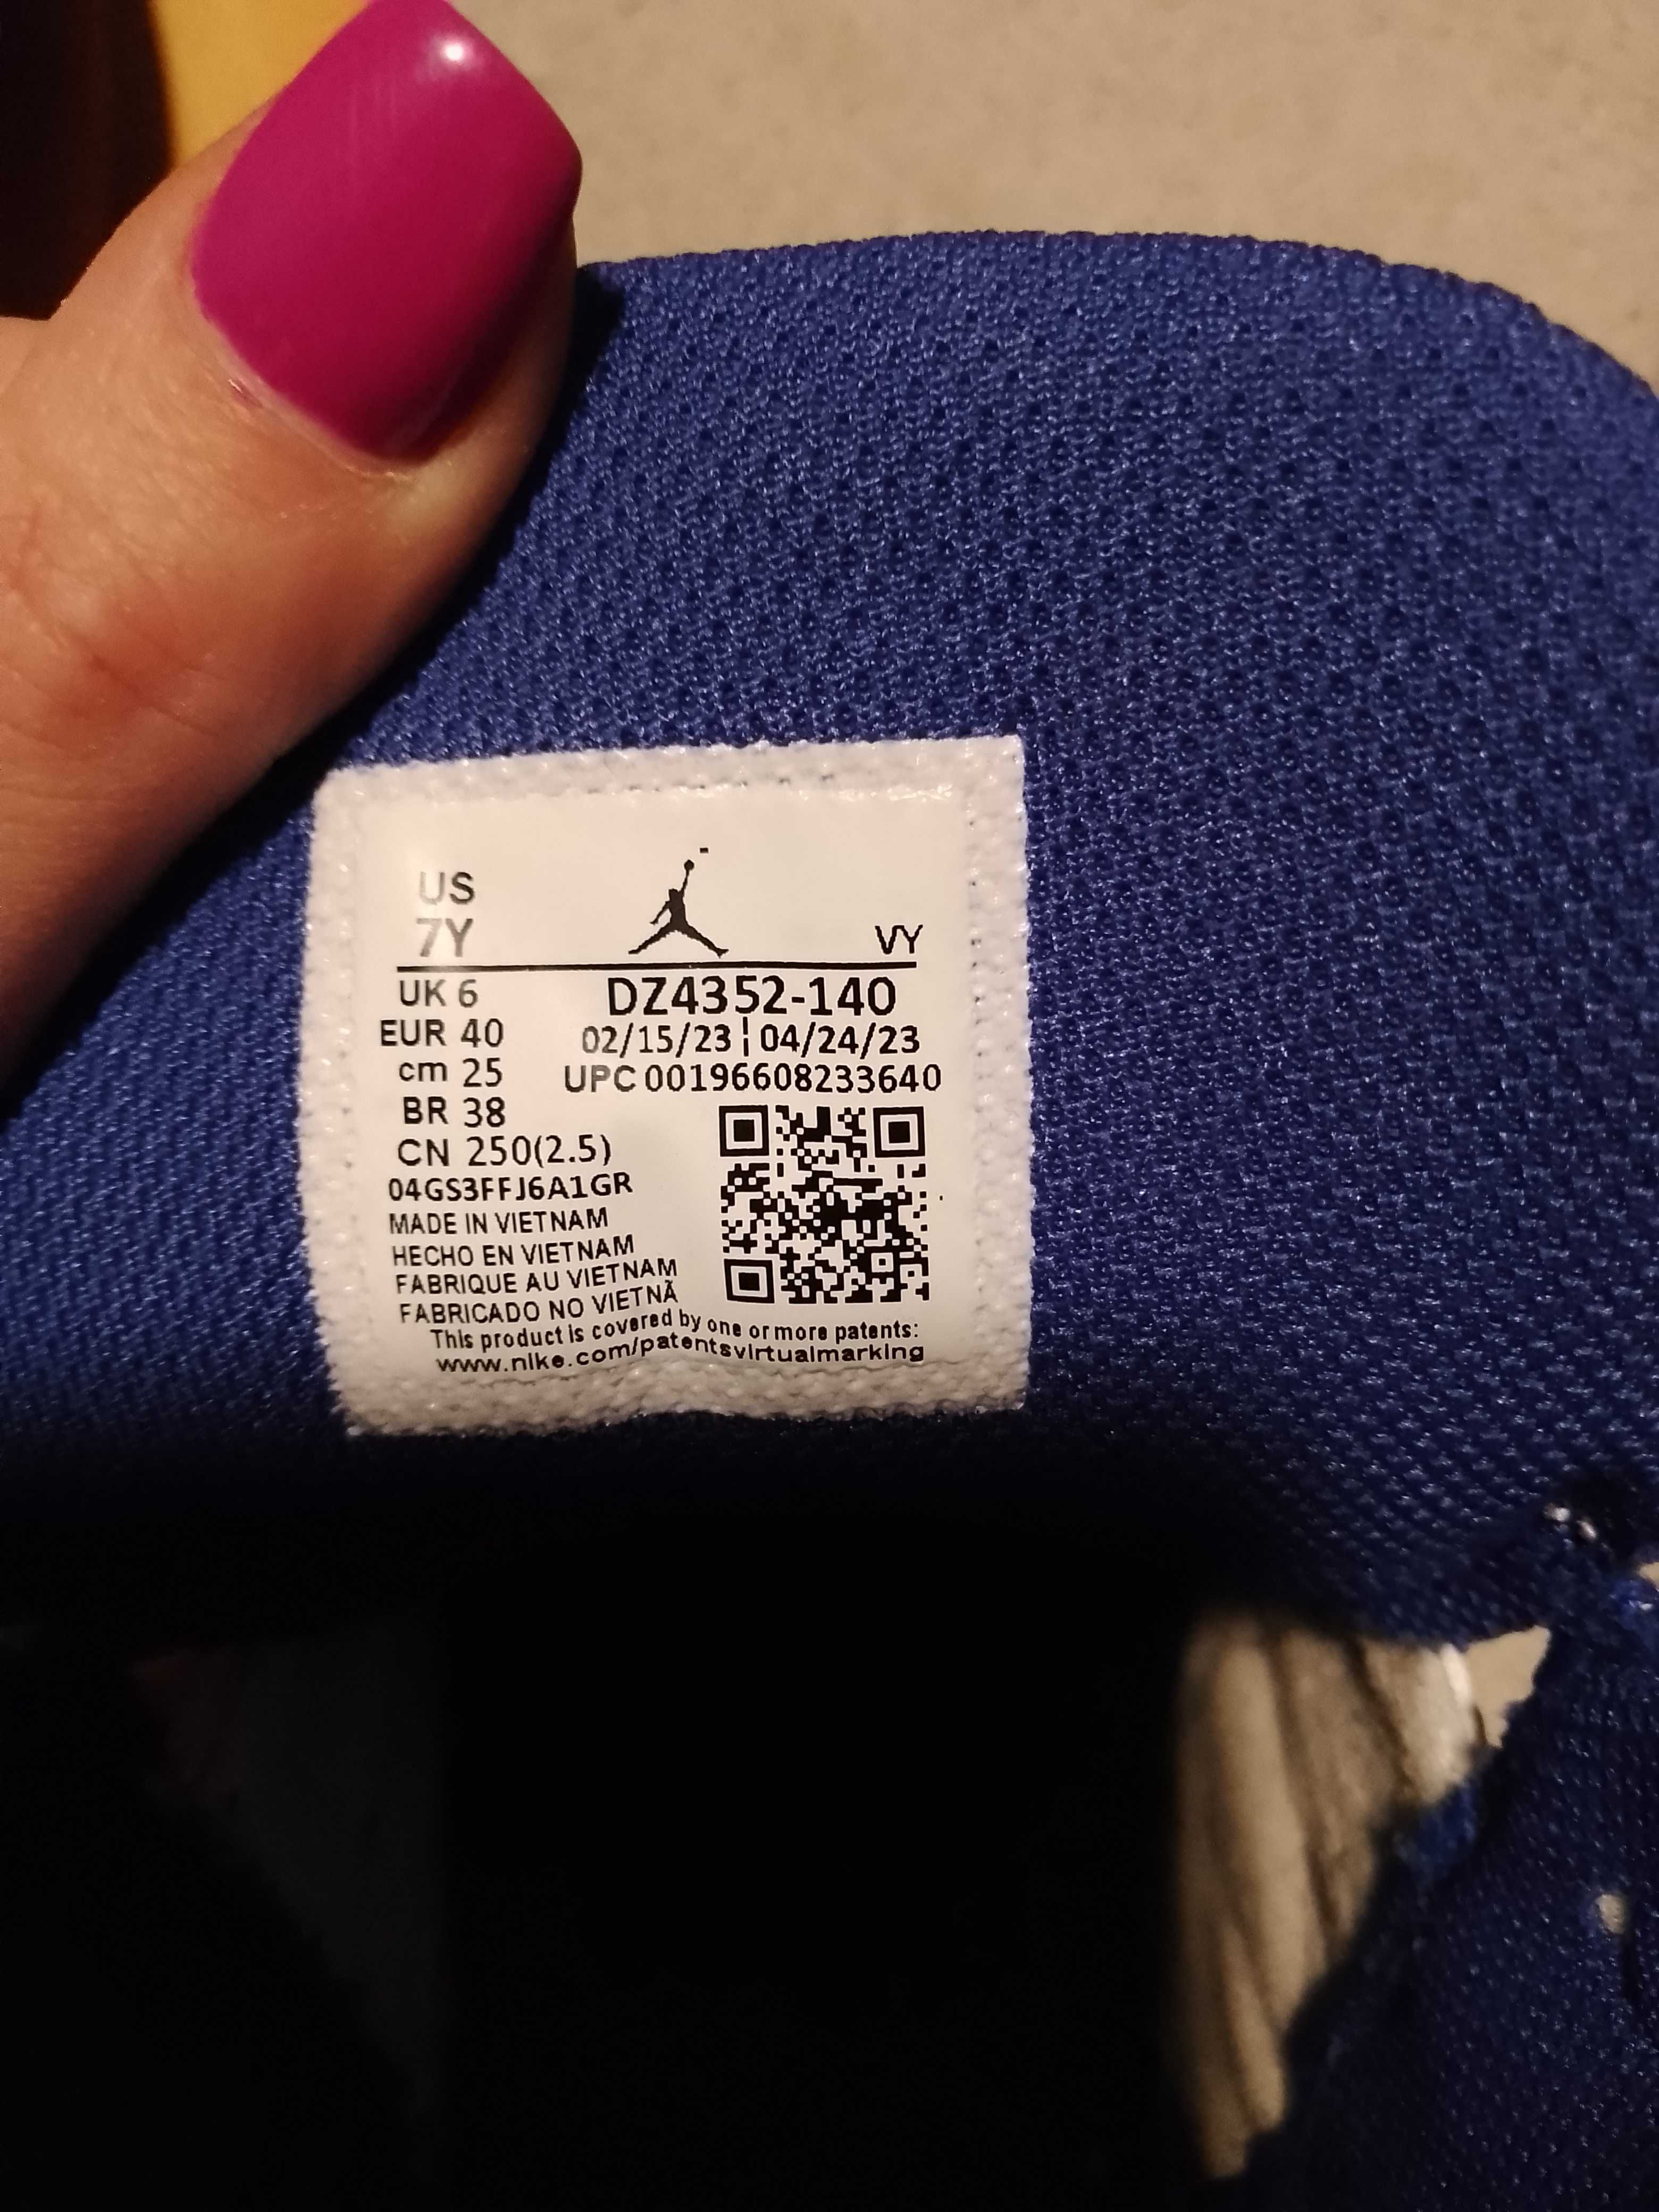 US
7Y
VY
UK 6
DZ4352-140
EUR 40
02/15/23 ¦ 04/24/23
cm 25
UPC 00196608233640
BR 38
CN 250(2.5)
04GS3FFJ6A1GR
MADE IN VIETNAM
HECHO EN VIETNAM
FABRIQUE AU VIETNAM
FABRICADO NO VIETNÃ
This product is covered by one or more patents:
www.nike.com/patentsvirtualmarking